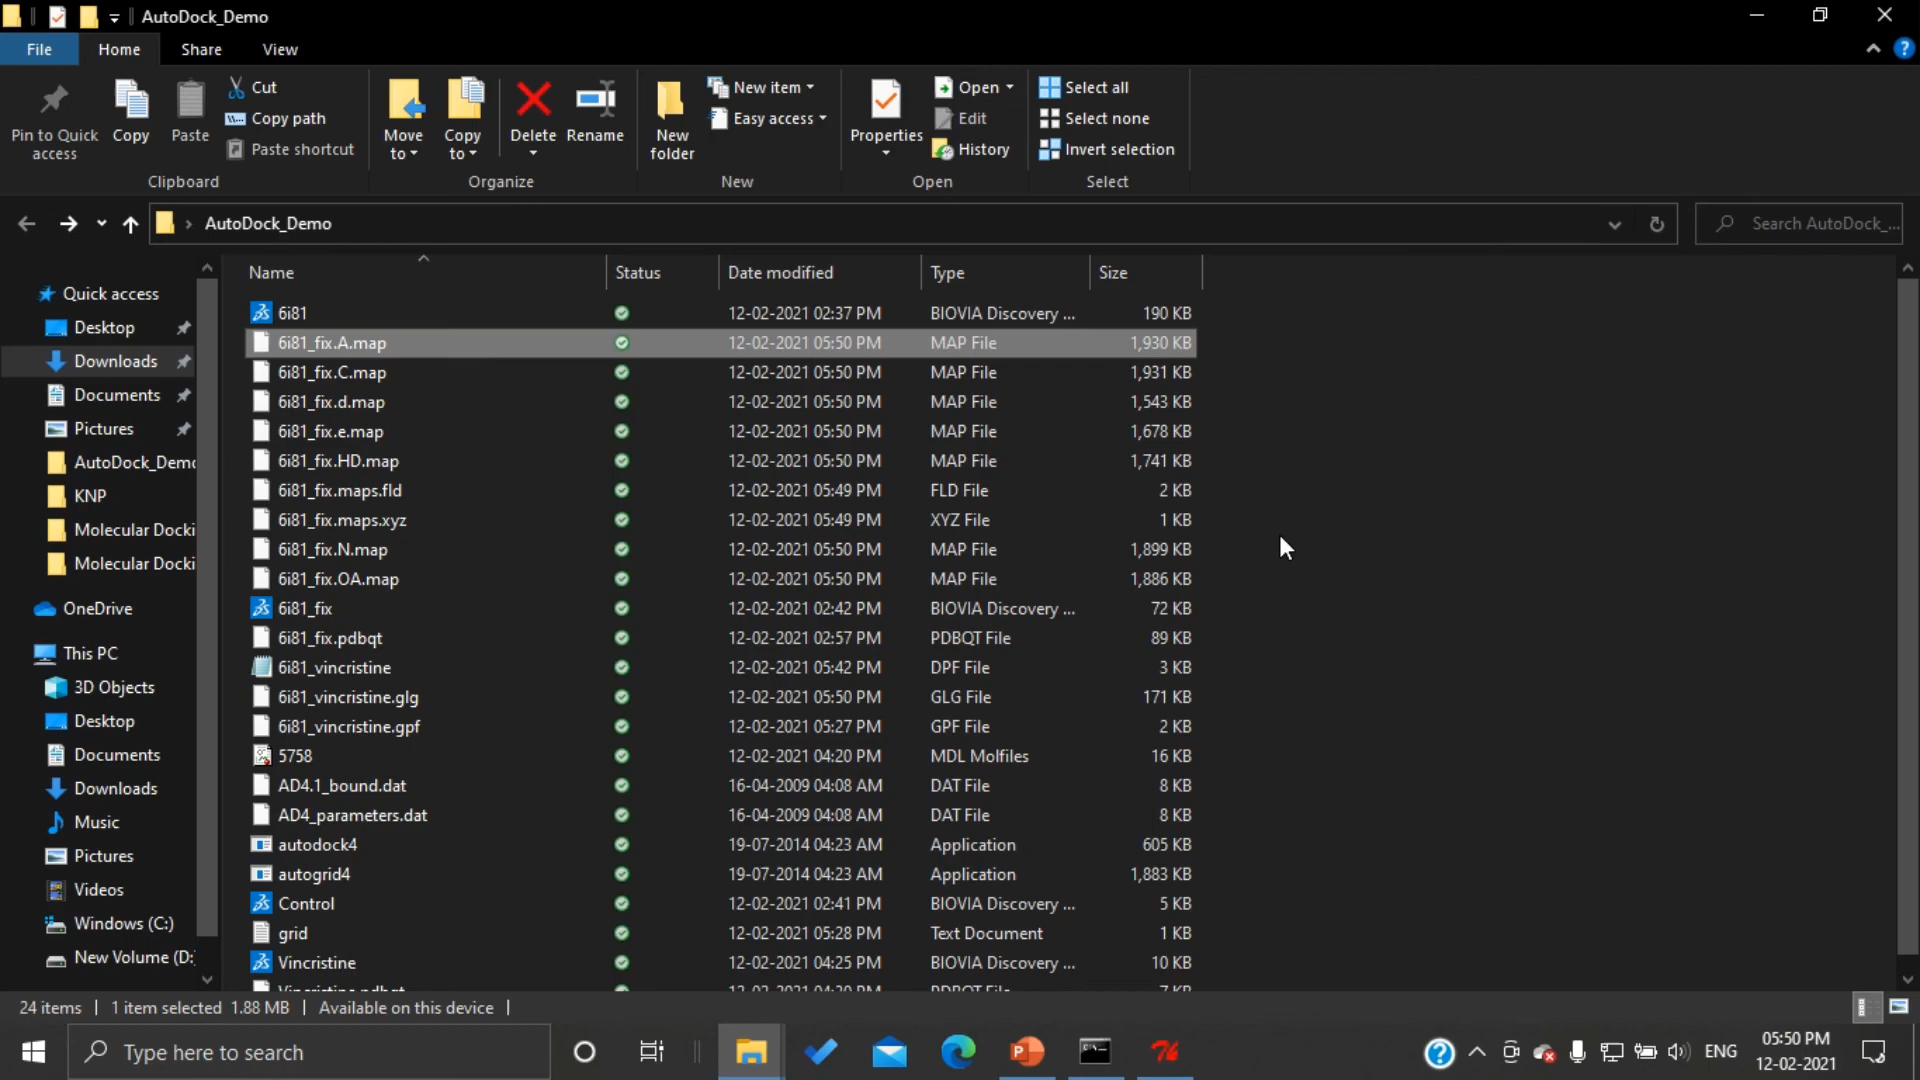 AutoDock_Demo
File Home Share View
Pin to Quick access
Copy
Paste
Cut
Copy path
Paste shortcut
Clipboard
Move to
Copy to
Delete
Rename
Organize
New folder
New item
Easy access
New
Properties
Open
Edit
History
Open
Select all
Select none
Invert selection
Select
AutoDock_Demo
Search AutoDock_...
Quick access
Desktop
Downloads
Documents
Pictures
AutoDock_Demo
KNP
Molecular Docki
Molecular Docki
OneDrive
This PC
3D Objects
Desktop
Documents
Downloads
Music
Pictures
Videos
Windows (C:)
New Volume (D:
Name Status Date modified Type Size
6i81 12-02-2021 02:37 PM BIOVIA Discovery ... 190 KB
6i81_fix.A.map 12-02-2021 05:50 PM MAP File 1,930 KB
6i81_fix.C.map 12-02-2021 05:50 PM MAP File 1,931 KB
6i81_fix.d.map 12-02-2021 05:50 PM MAP File 1,543 KB
6i81_fix.e.map 12-02-2021 05:50 PM MAP File 1,678 KB
6i81_fix.HD.map 12-02-2021 05:50 PM MAP File 1,741 KB
6i81_fix.maps.fld 12-02-2021 05:49 PM FLD File 2 KB
6i81_fix.maps.xyz 12-02-2021 05:49 PM XYZ File 1 KB
6i81_fix.N.map 12-02-2021 05:50 PM MAP File 1,899 KB
6i81_fix.OA.map 12-02-2021 05:50 PM MAP File 1,886 KB
6i81_fix 12-02-2021 02:42 PM BIOVIA Discovery ... 72 KB
6i81_fix.pdbqt 12-02-2021 02:57 PM PDBQT File 89 KB
6i81_vincristine 12-02-2021 05:42 PM DPF File 3 KB
6i81_vincristine.glg 12-02-2021 05:50 PM GLG File 171 KB
6i81_vincristine.gpf 12-02-2021 05:27 PM GPF File 2 KB
5758 12-02-2021 04:20 PM MDL Molfiles 16 KB
AD4.1_bound.dat 16-04-2009 04:08 AM DAT File 8 KB
AD4_parameters.dat 16-04-2009 04:08 AM DAT File 8 KB
autodock4 19-07-2014 04:23 AM Application 605 KB
autogrid4 19-07-2014 04:23 AM Application 1,883 KB
Control 12-02-2021 02:41 PM BIOVIA Discovery ... 5 KB
grid 12-02-2021 05:28 PM Text Document 1 KB
Vincristine 12-02-2021 04:25 PM BIOVIA Discovery ... 10 KB
24 items 1 item selected 1.88 MB Available on this device
Type here to search
ENG
05:50 PM
12-02-2021